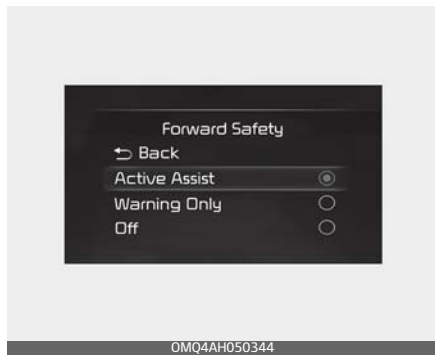 Forward Safety
Back
Active Assist
Warning Only
Off
OMQ4AH050344